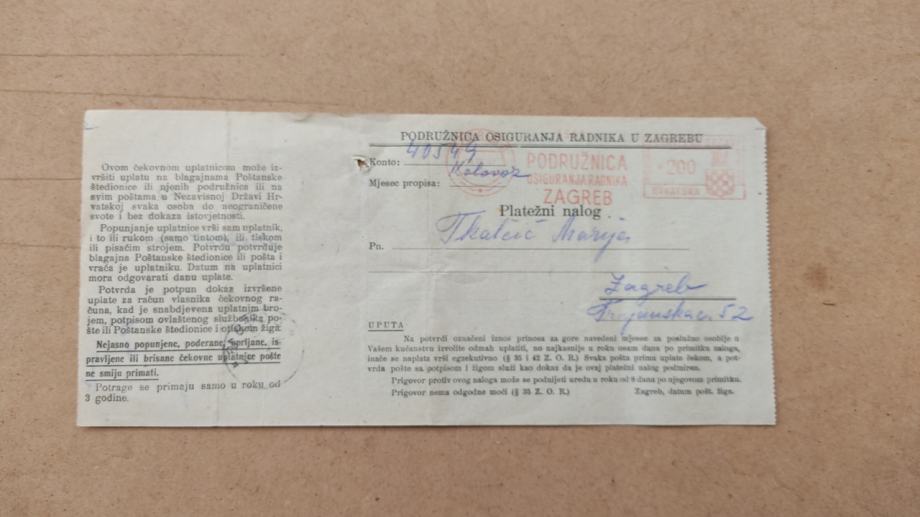 Ovom čekovnom uplatnicom može iz-
vršiti uplatu na blagajnama Poštanske
štedionice ili njenih podružnice ili na
svim poštama u Nezavisnoj Državi Hr-
vatskoj svaka osoba do neograničene
svote i bez dokaza istovjetnosti.
Popunjanje uplatnice vrši sam uplatnik,
i to ili rukom (samo tintom), ili tiskom
ili pisaćim strojem. Potvrdu potvrđuje
blagajna Poštanske štedionice ili pošta i
vraća je uplatniku. Datum na uplatnici
mora odgovarati danu uplate.
Potvrda je potpun dokaz izvršene
uplate za račun vlasnika čekovnog ra-
čuna, kad je snabdjevena uplatnim bro-
jem, potpisom ovlaštenog službenika po-
šte ili Poštanske štedionice i otiskom žiga.
Nejasno popunjene, poderane, uprljane, is-
pravljene ili brisane čekovne uplatnice pošte
ne smiju primati.
Potrage se primaju samo u roku od
3 godine.
PODRUŽNICA OSIGURANJA RADNIKA U ZAGREBU
Konto: 40549
Mjesec propisa: Kolovoz
PODRUŽNICA
OSIGURANJA RADNIKA
ZAGREB
200
HRVATSKA
Platežni nalog
Pn. Tkalčić Marija
Zagreb
52
UPUTA
Na potvrdi označeni iznos prinosa za gore navedeni mjesec za poslužno osoblje u
Vašem kućanstvu izvolite odmah uplatiti, no najkasnije u roku osam dana po primitku naloga,
inače se naplata vrši egzekutivno (§ 35 i 42 Z. O. R.) Svaka pošta prima uplate čekom, a pot-
vrda pošte sa potpisom i žigom služi kao dokaz da je ovaj platežni nalog podmiren.
Prigovor protiv ovog naloga može se podnijeti uredu u roku od 8 dana po njegovom primitku.
Prigovor nema odgodne moći (§ 35 Z. O. R.) Zagreb, datum pošt. žiga.